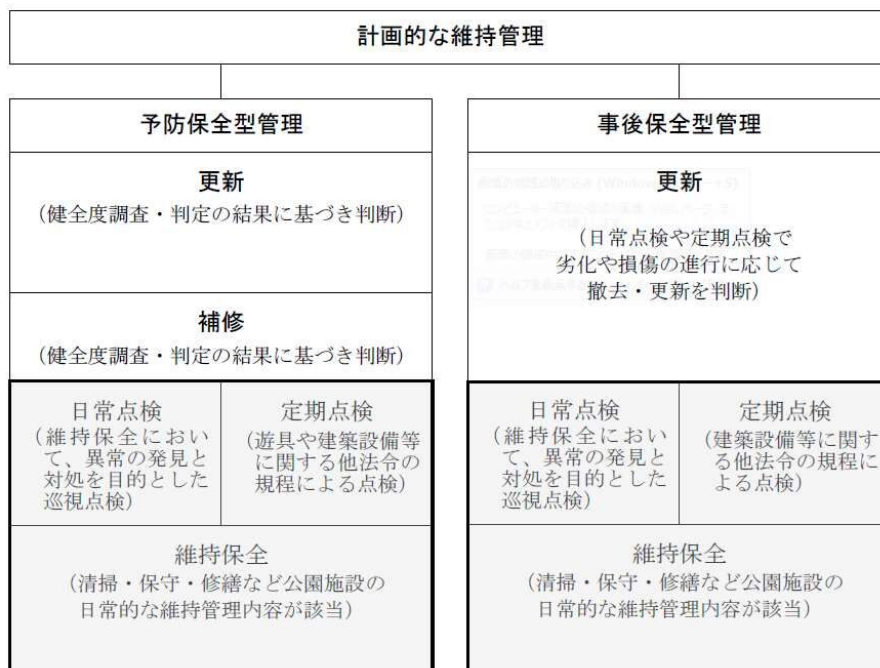 計画的な維持管理
予防保全型管理
更新
（健全度調査・判定の結果に基づき判断）
補修
（健全度調査・判定の結果に基づき判断）
日常点検
（維持保全におい
て、異常の発見と
対処を目的とした
巡視点検）
定期点検
（遊具や建築設備等
に関する他法令の
規程による点検）
維持保全
（清掃・保守・修繕など公園施設の
日常的な維持管理内容が該当）
事後保全型管理
更新
（日常点検や定期点検で
劣化や損傷の進行に応じて
撤去・更新を判断）
日常点検
（維持保全におい
て、異常の発見と
対処を目的とした
巡視点検）
定期点検
（建築設備等に関す
る他法令の規程に
よる点検）
維持保全
（清掃・保守・修繕など公園施設の
日常的な維持管理内容が該当）